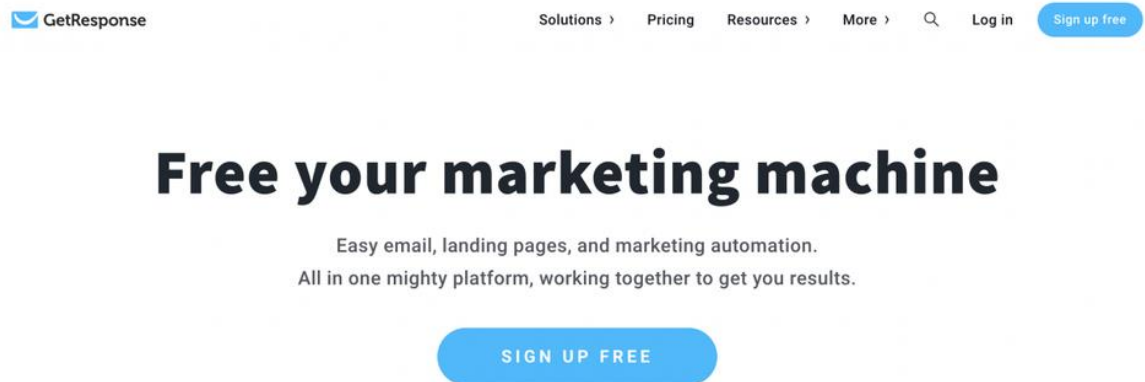 GetResponse
Solutions
Pricing
Resources
More
Log in
Sign up free
Free your marketing machine
Easy email, landing pages, and marketing automation.
All in one mighty platform, working together to get you results.
SIGN UP FREE